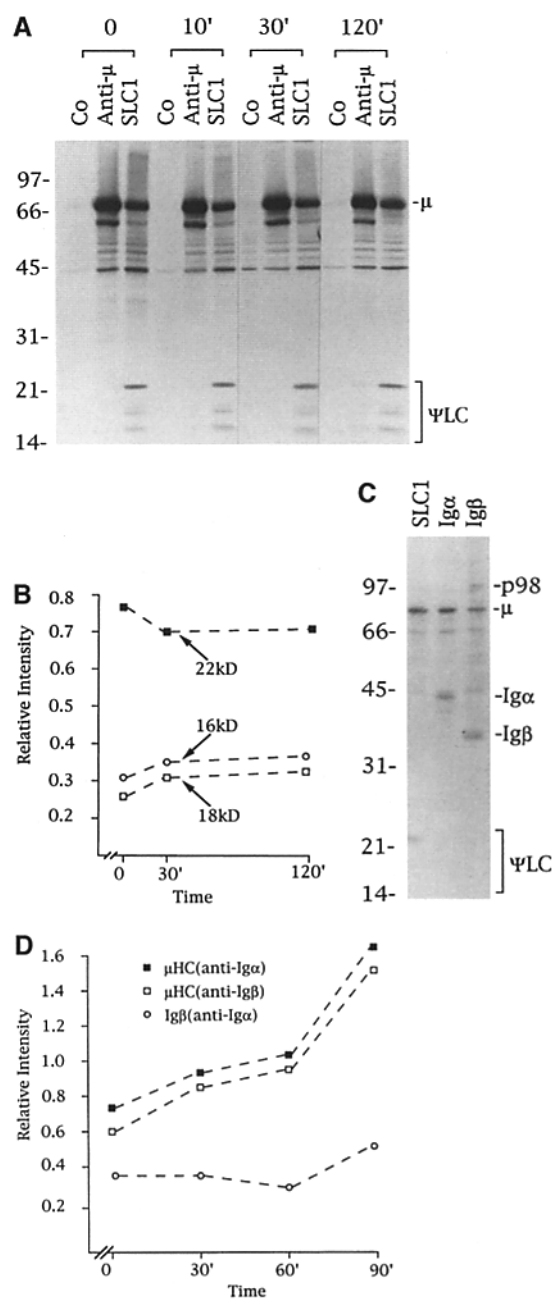 A
0 10' 30' 120'
Co Anti-μ SLC1 Co Anti-μ SLC1 Co Anti-μ SLC1 Co Anti-μ SLC1
97-
66-
-μ
45-
31-
21-
14-
ΨLC
B
Relative Intensity
0.8
0.7
0.5
0.4
0.3
0.2
22kD
16kD
18kD
0 30' 120'
Time
C
SLC1 Igα Igβ
97-
-p98
-μ
66-
45-
-Igα
-Igβ
31-
21-
14-
ΨLC
D
Relative Intensity
1.6
1.4
1.2
1.0
0.8
0.6
0.4
0.2
μHC(anti-Igα)
μHC(anti-Igβ)
Igβ(anti-Igα)
0 30' 60' 90'
Time